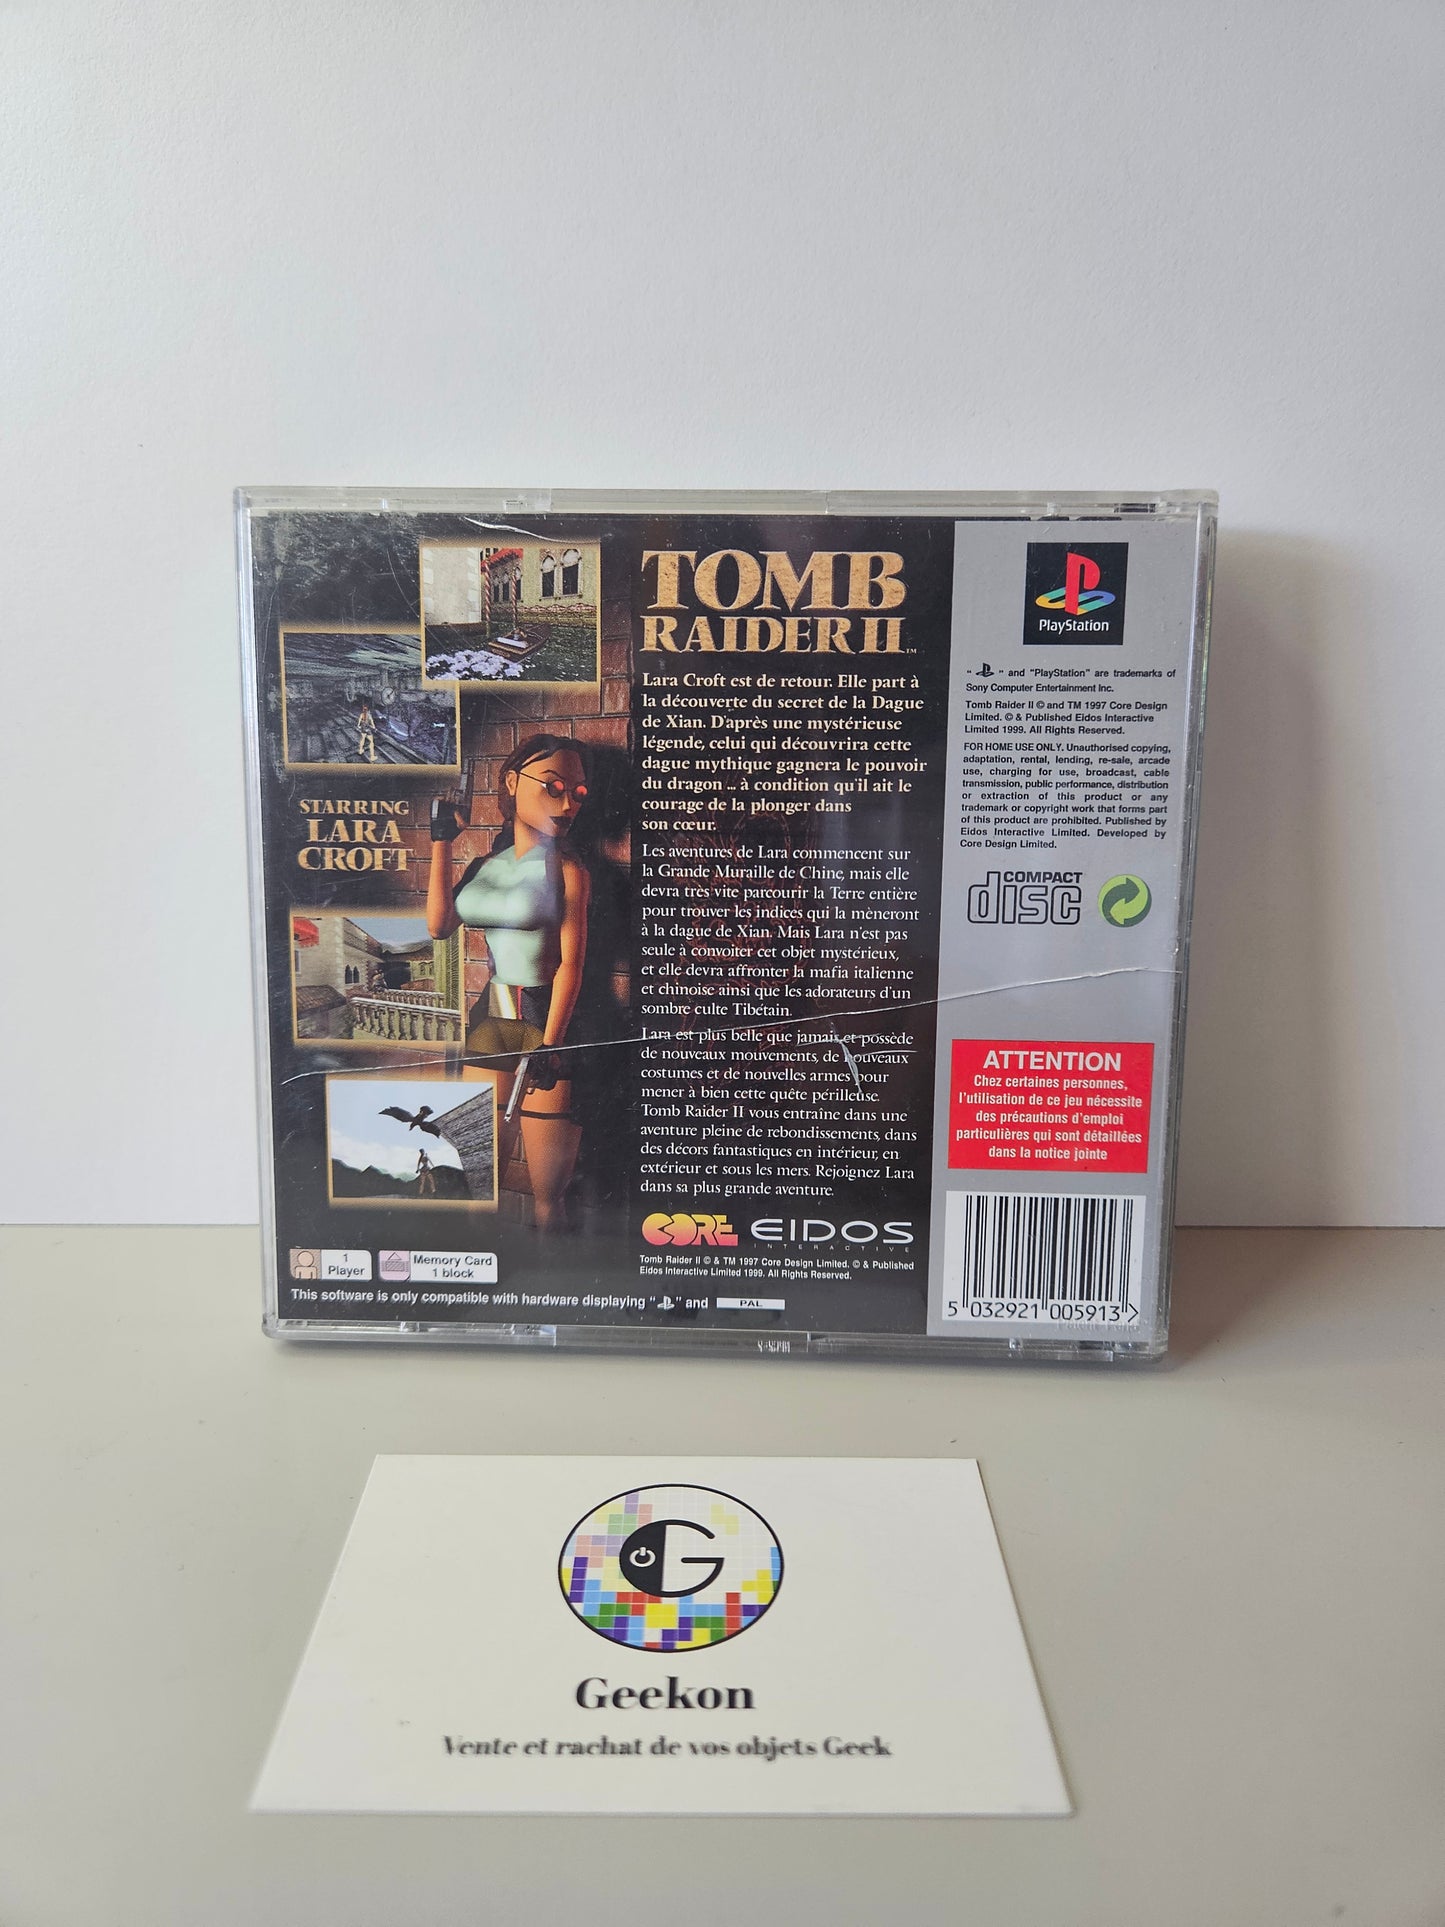 TOMB
RAIDER II™
Lara Croft est de retour. Elle part à
la découverte du secret de la Dague
de Xian. D'après une mystérieuse
légende, celui qui découvrira cette
dague mythique gagnera le pouvoir
du dragon ... à condition qu'il ait le
courage de la plonger dans
son cœur.
Les aventures de Lara commencent sur
la Grande Muraille de Chine, mais elle
devra très vite parcourir la Terre entière
pour trouver les indices qui la mèneront
à la dague de Xian. Mais Lara n'est pas
seule à convoiter cet objet mystérieux,
et elle devra affronter la mafia italienne
et chinoise ainsi que les adorateurs d'un
sombre culte Tibétain.
Lara est plus belle que jamais et possède
de nouveaux mouvements, de nouveaux
costumes et de nouvelles armes pour
mener à bien cette quête périlleuse.
Tomb Raider II vous entraîne dans une
aventure pleine de rebondissements, dans
des décors fantastiques en intérieur, en
extérieur et sous les mers. Rejoignez Lara
dans sa plus grande aventure.
STARRING
LARA
CROFT
CORE EIDOS
INTERACTIVE
Tomb Raider II © & TM 1997 Core Design Limited. © & Published
Eidos Interactive Limited 1999. All Rights Reserved.
1
Player
Memory Card
1 block
This software is only compatible with hardware displaying " " and PAL
PlayStation
" " and "PlayStation" are trademarks of
Sony Computer Entertainment Inc.
Tomb Raider II © and TM 1997 Core Design
Limited. © & Published Eidos Interactive
Limited 1999. All Rights Reserved.
FOR HOME USE ONLY. Unauthorised copying,
adaptation, rental, lending, re-sale, arcade
use, charging for use, broadcast, cable
transmission, public performance, distribution
or extraction of this product or any
trademark or copyright work that forms part
of this product are prohibited. Published by
Eidos Interactive Limited. Developed by
Core Design Limited.
COMPACT
disc
ATTENTION
Chez certaines personnes,
l'utilisation de ce jeu nécessite
des précautions d'emploi
particulières qui sont détaillées
dans la notice jointe
5 032921 005913 >
G
Geekon
Vente et rachat de vos objets Geek